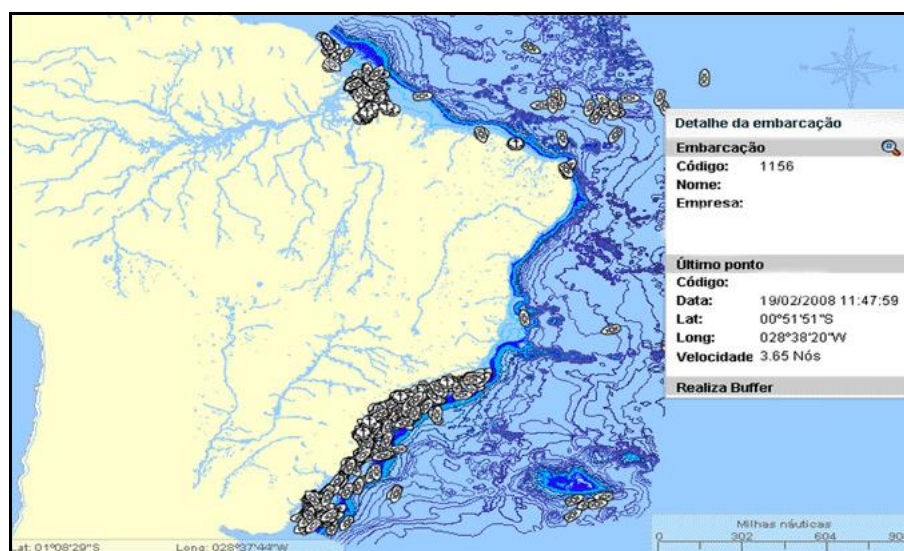 Detalhe da embarcação
Embarcação
Código: 1156
Nome:
Empresa:
Último ponto
Código:
Data: 19/02/2008 11:47:59
Lat: 00°51'51"S
Long: 028°38'20"W
Velocidade 3.65 Nós
Realiza Buffer
Milhas náuticas
0 302 604 906
Lat: 01°08'29"S Long: 028°37'44"W